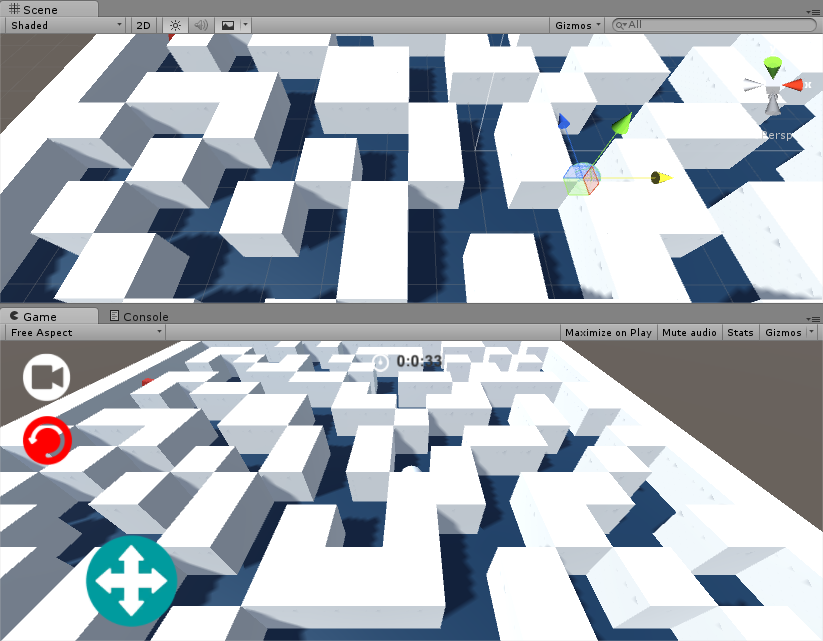 Scene
Shaded 2D Gizmos All
x
Persp
Game Console
Free Aspect Maximize on Play Mute audio Stats Gizmos
0:0:33